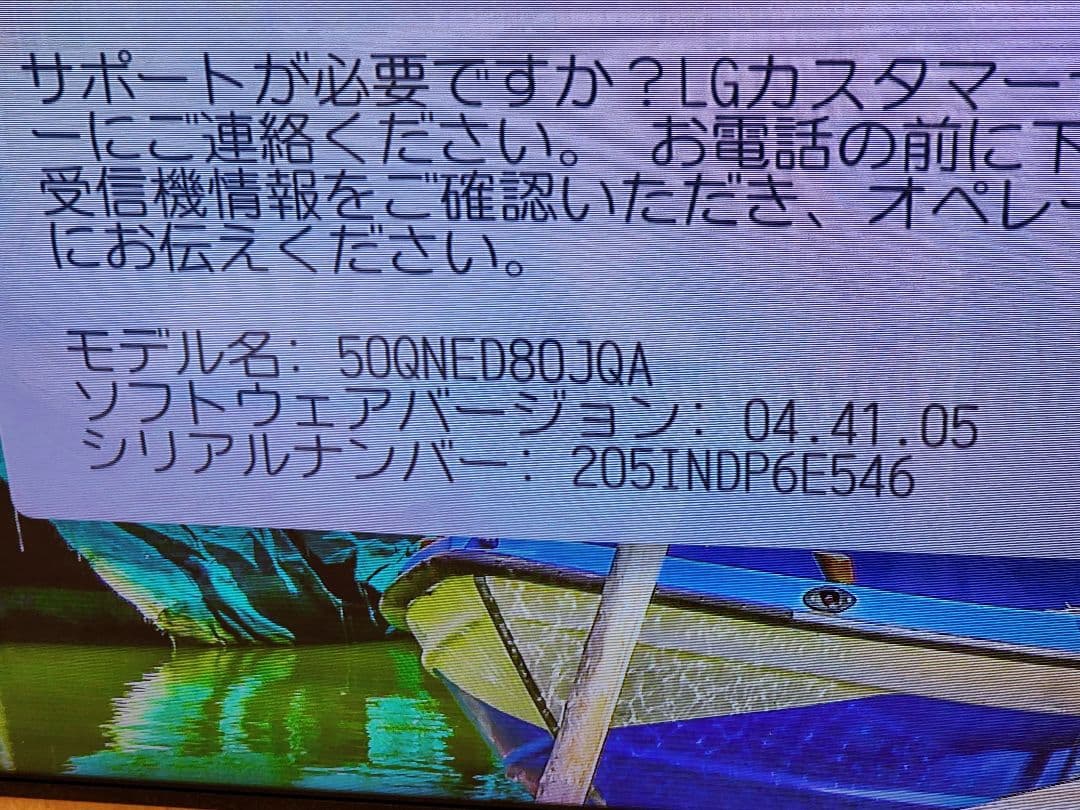 サポートが必要ですか？LGカスタマー
ーにご連絡ください。 お電話の前に下
受信機情報をご確認いただき、オペレー
にお伝えください。
モデル名: 50QNED80JQA
ソフトウェアバージョン: 04.41.05
シリアルナンバー: 205INDP6E546